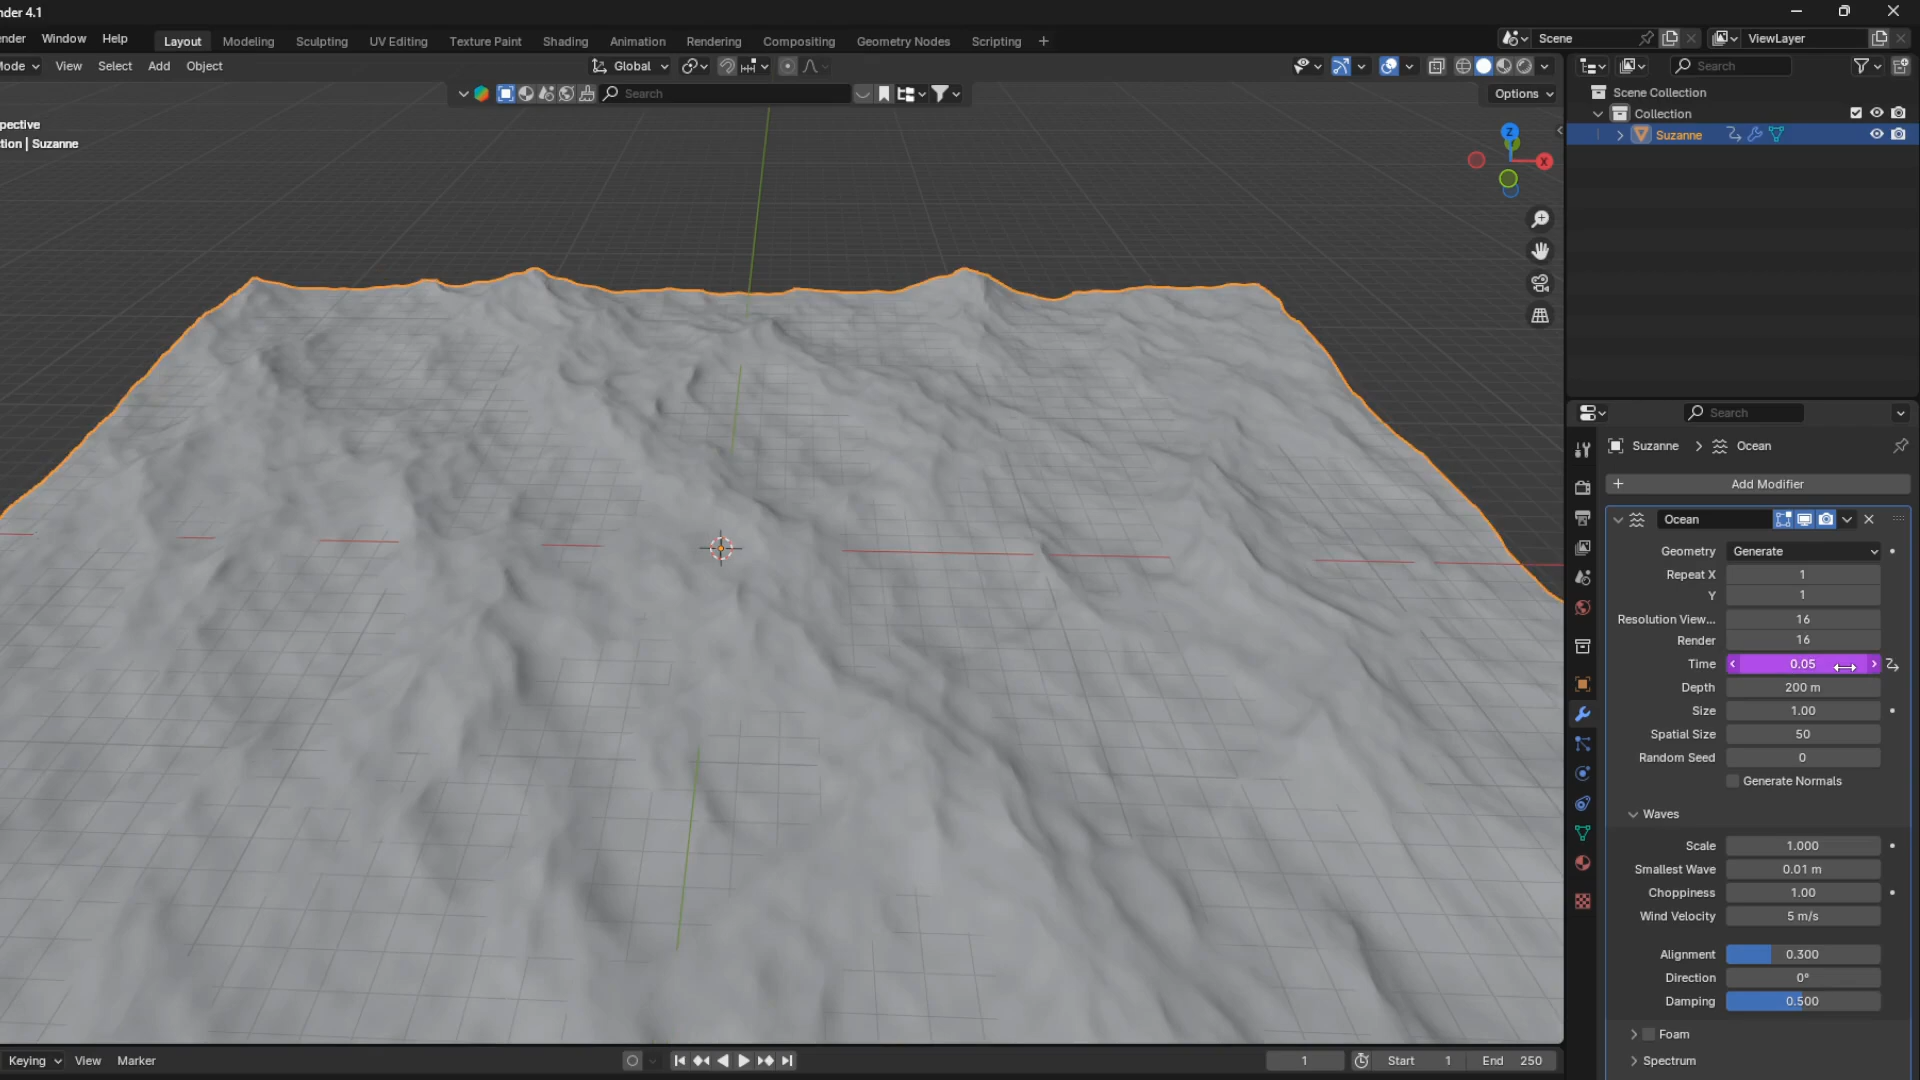 nder 4.1
nder Window Help Layout Modeling Sculpting UV Editing Texture Paint Shading Animation Rendering Compositing Geometry Nodes Scripting + Scene ViewLayer
lode View Select Add Object Global Search
Search Options
pective
tion | Suzanne
Z
X
Scene Collection
Collection
Suzanne
Search
Suzanne > Ocean
+ Add Modifier
Ocean
Geometry Generate
Repeat X 1
Y 1
Resolution View... 16
Render 16
Time 0.05
Depth 200 m
Size 1.00
Spatial Size 50
Random Seed 0
Generate Normals
Waves
Scale 1.000
Smallest Wave 0.01 m
Choppiness 1.00
Wind Velocity 5 m/s
Alignment 0.300
Direction 0°
Damping 0.500
Foam
Spectrum
Keying View Marker 1 Start 1 End 250